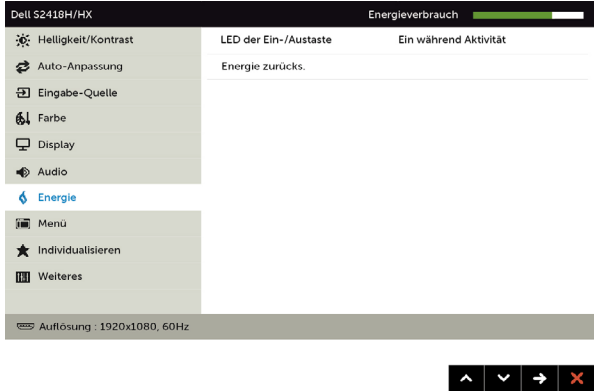 Dell S2418H/HX Energieverbrauch
Helligkeit/Kontrast LED der Ein-/Austaste Ein während Aktivität
Auto-Anpassung Energie zurücks.
Eingabe-Quelle
Farbe
Display
Audio
Energie
Menü
Individualisieren
Weiteres
Auflösung : 1920x1080, 60Hz